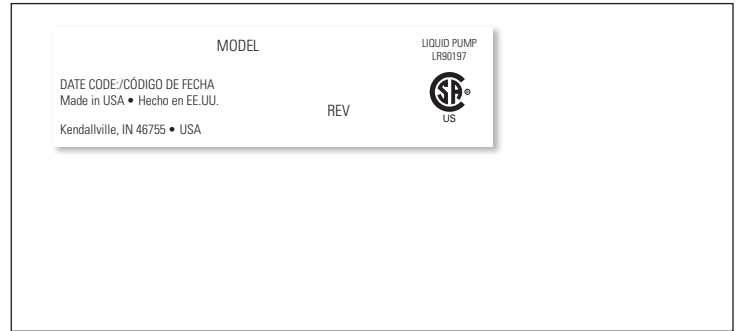 MODEL
LIQUID PUMP
LR90197
DATE CODE:/CÓDIGO DE FECHA
Made in USA • Hecho en EE.UU.
REV
Kendallville, IN 46755 • USA
CSA ®
US